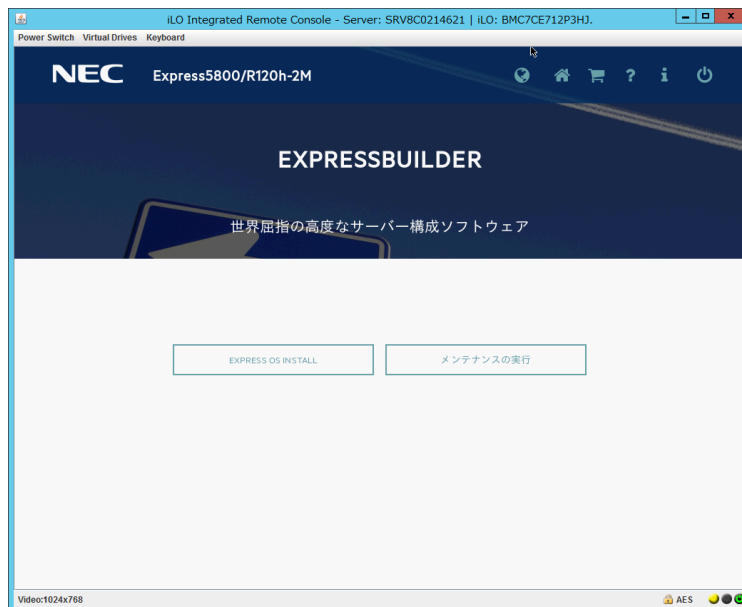 iLO Integrated Remote Console - Server: SRV8C0214621 | iLO: BMC7CE712P3HJ.
Power Switch Virtual Drives Keyboard
NEC Express5800/R120h-2M
EXPRESSBUILDER
世界屈指の高度なサーバー構成ソフトウェア
EXPRESS OS INSTALL メンテナンスの実行
Video:1024x768 AES